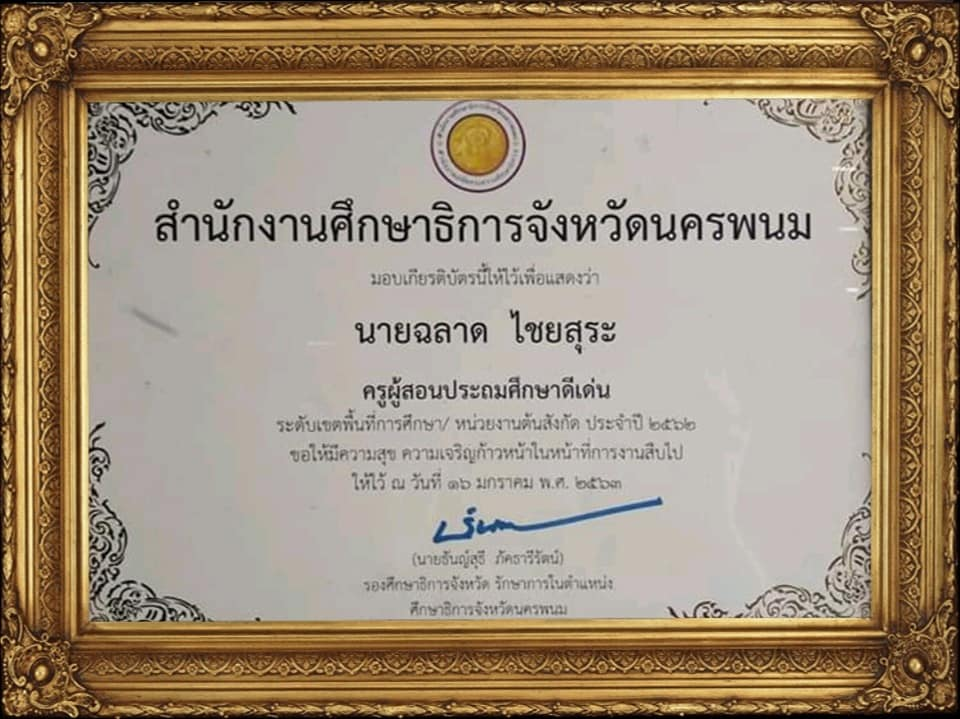 สำนักงานศึกษาธิการจังหวัดนครพนม
มอบเกียรติบัตรนี้ให้ไว้เพื่อแสดงว่า
นายฉลาด ไชยสุระ
ครูผู้สอนประถมศึกษาดีเด่น
ระดับเขตพื้นที่การศึกษา/ หน่วยงานต้นสังกัด ประจำปี ๒๕๖๒
ขอให้มีความสุข ความเจริญก้าวหน้าในหน้าที่การงานสืบไป
ให้ไว้ ณ วันที่ ๑๖ มกราคม พ.ศ. ๒๕๖๓
(นายธันญ์สุธี ภัคธารีรัตน์)
รองศึกษาธิการจังหวัด รักษาการในตำแหน่ง
ศึกษาธิการจังหวัดนครพนม